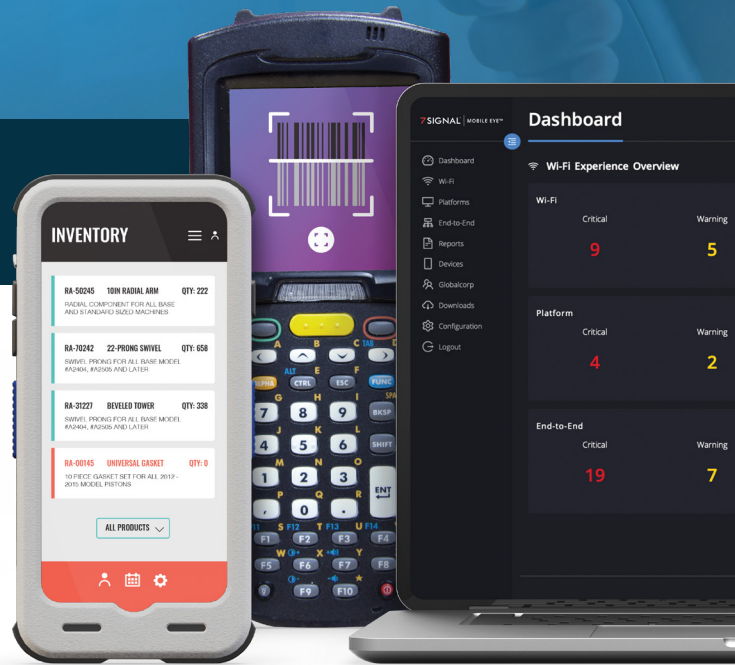 INVENTORY
RA-50245 10IN RADIAL ARM QTY: 222
RADIAL COMPONENT FOR ALL BASE
AND STANDARD SIZED MACHINES
RA-70242 22-PRONG SWIVEL QTY: 658
SWIVEL PRONG FOR ALL BASE MODEL
#A2404, #A2505 AND LATER
RA-31227 BEVELED TOWER QTY: 338
SWIVEL PRONG FOR ALL BASE MODEL
#A2404, #A2505 AND LATER
RA-00145 UNIVERSAL GASKET QTY: 0
10 PIECE GASKET SET FOR ALL 2012 -
2015 MODEL PISTONS
ALL PRODUCTS
A B C TAB D
ALT E F
ALPHA CTRL ESC FUNC
G H I SPA
7 8 9 BKSP
J K L
4 5 6 SHIFT
M N O
1 2 3 ENT
P Q R
, 0 .
S F12 T F13 U F14
F1 F2 F3 F4
W X Y
F5 F6 F7 F8
F9 F10
7SIGNAL MOBILE EYE™
Dashboard
Dashboard
Wi-Fi
Platforms
End-to-End
Reports
Devices
Globalcorp
Downloads
Configuration
Logout
Wi-Fi Experience Overview
Wi-Fi
Critical Warning
9 5
Platform
Critical Warning
4 2
End-to-End
Critical Warning
19 7